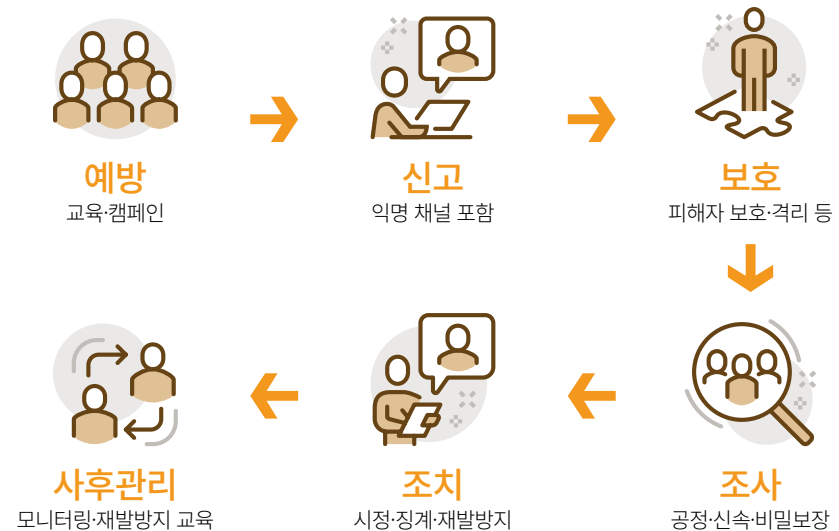 예방
교육·캠페인
신고
익명 채널 포함
보호
피해자 보호·격리 등
조사
공정·신속·비밀보장
조치
시정·징계·재발방지
사후관리
모니터링·재발방지 교육